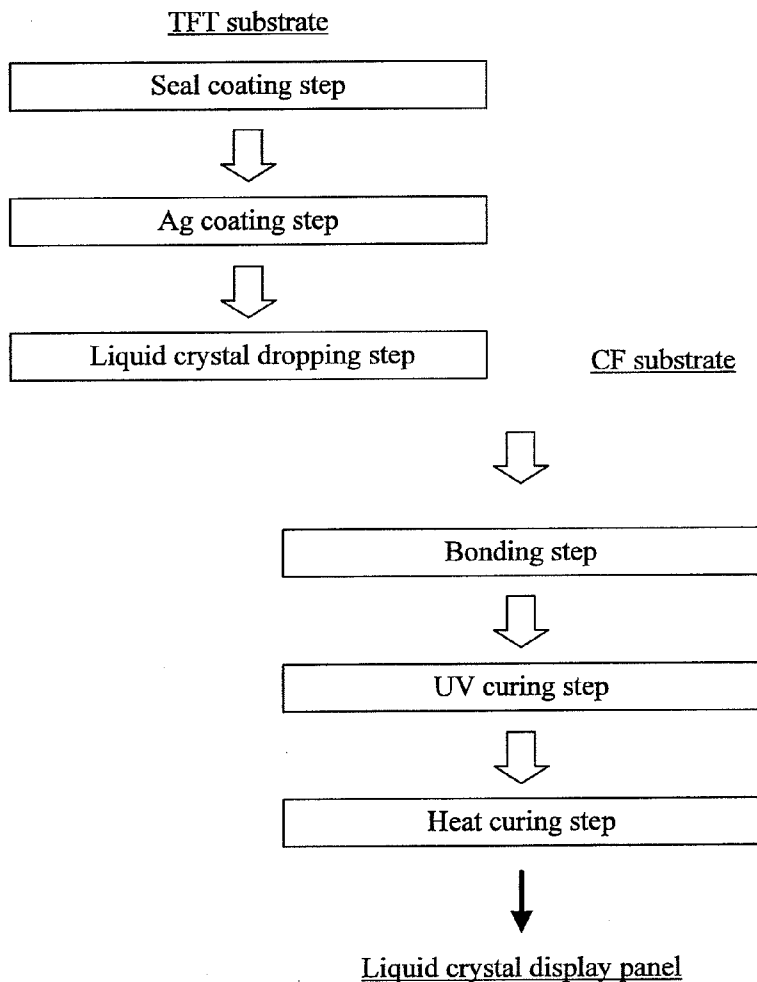 TFT substrate
Seal coating step
Ag coating step
Liquid crystal dropping step
CF substrate
Bonding step
UV curing step
Heat curing step
Liquid crystal display panel